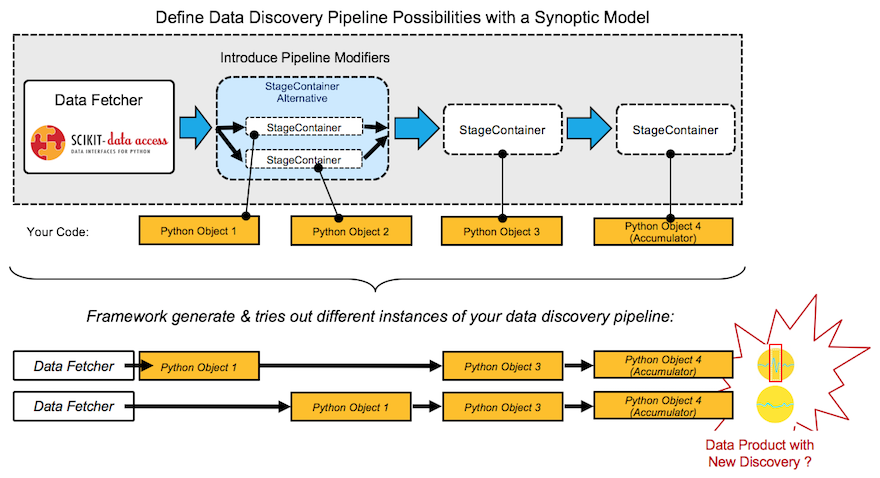 Define Data Discovery Pipeline Possibilities with a Synoptic Model
Introduce Pipeline Modifiers
Data Fetcher
SCIKIT-data access
DATA INTERFACES FOR PYTHON
StageContainer
Alternative
StageContainer
StageContainer
StageContainer
StageContainer
Your Code:
Python Object 1
Python Object 2
Python Object 3
Python Object 4
(Accumulator)
Framework generate & tries out different instances of your data discovery pipeline:
Data Fetcher
Python Object 1
Python Object 3
Python Object 4
(Accumulator)
Data Fetcher
Python Object 1
Python Object 3
Python Object 4
(Accumulator)
Data Product with
New Discovery ?